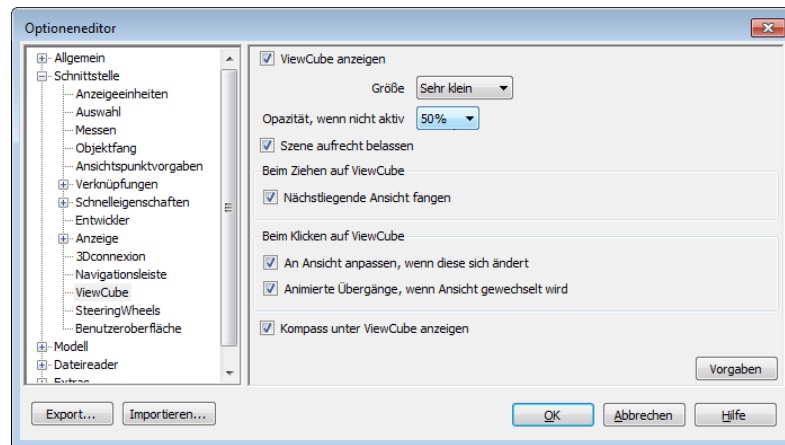 Optioneneditor
Allgemein
Schnittstelle
Anzeigeeinheiten
Auswahl
Messen
Objektfang
Ansichtspunktvorgaben
Verknüpfungen
Schnelleigenschaften
Entwickler
Anzeige
3Dconnexion
Navigationsleiste
ViewCube
SteeringWheels
Benutzeroberfläche
Modell
Dateireader
Extras
ViewCube anzeigen
Größe Sehr klein
Opazität, wenn nicht aktiv 50%
Szene aufrecht belassen
Beim Ziehen auf ViewCube
Nächstliegende Ansicht fangen
Beim Klicken auf ViewCube
An Ansicht anpassen, wenn diese sich ändert
Animierte Übergänge, wenn Ansicht gewechselt wird
Kompass unter ViewCube anzeigen
Vorgaben
Export... Importieren... OK Abbrechen Hilfe